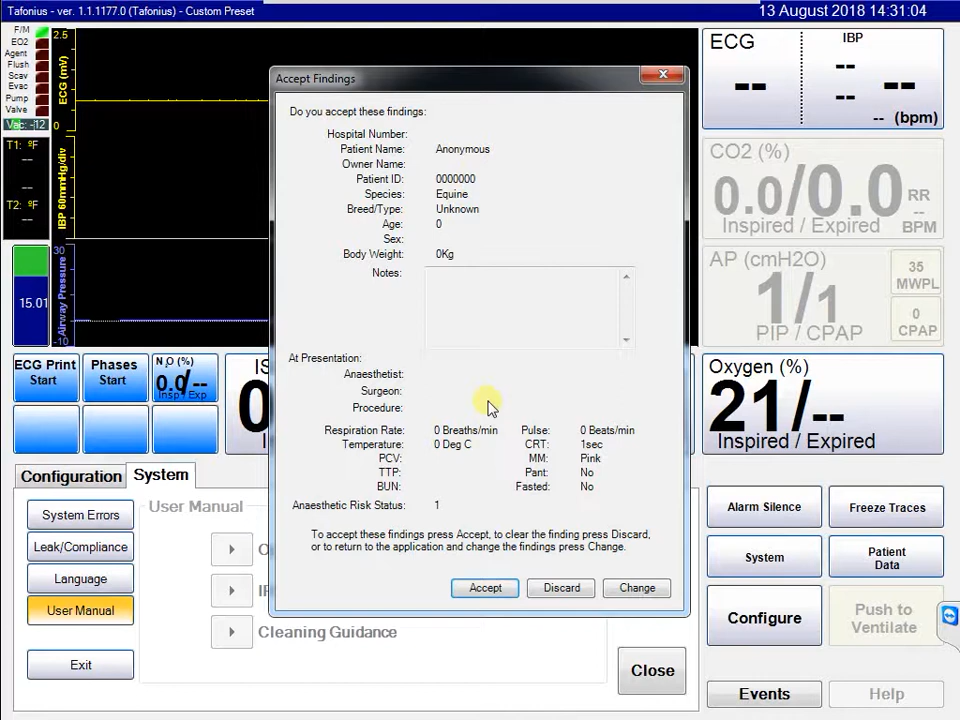 Tafonius - ver. 1.1.1177.0 (Tafonius) - Custom Preset
13 August 2018 14:31:04
F/M
EO2
Agent
Flush
Scav
Evac
Pump
Valve
Vac: -12
T1: ºF
--
--
T2: ºF
--
--
15.01
2.5
ECG (mV)
0
IBP 60mmHg/div
30
Airway Pressure
-10
ECG
--
IBP
--
--
--
-- (bpm)
CO2 (%)
0.0/0.0
RR
--
BPM
Inspired / Expired
AP (cmH2O)
1/1
PIP / CPAP
35
MWPL
0
CPAP
Oxygen (%)
21/--
Inspired / Expired
ECG Print
Start
Phases
Start
N2O (%)
0.0/--
Insp / Exp
Accept Findings
Do you accept these findings:
Hospital Number:
Patient Name: Anonymous
Owner Name:
Patient ID: 0000000
Species: Equine
Breed/Type: Unknown
Age: 0
Sex:
Body Weight: 0Kg
Notes:
At Presentation:
Anaesthetist:
Surgeon:
Procedure:
Respiration Rate: 0 Breaths/min Pulse: 0 Beats/min
Temperature: 0 Deg C CRT: 1sec
PCV: MM: Pink
TTP: Pant: No
BUN: Fasted: No
Anaesthetic Risk Status: 1
To accept these findings press Accept, to clear the finding press Discard,
or to return to the application and change the findings press Change.
Accept
Discard
Change
Configuration
System
System Errors
Leak/Compliance
Language
User Manual
Exit
User Manual
Cleaning Guidance
Close
Alarm Silence
Freeze Traces
System
Patient
Data
Configure
Push to
Ventilate
Events
Help